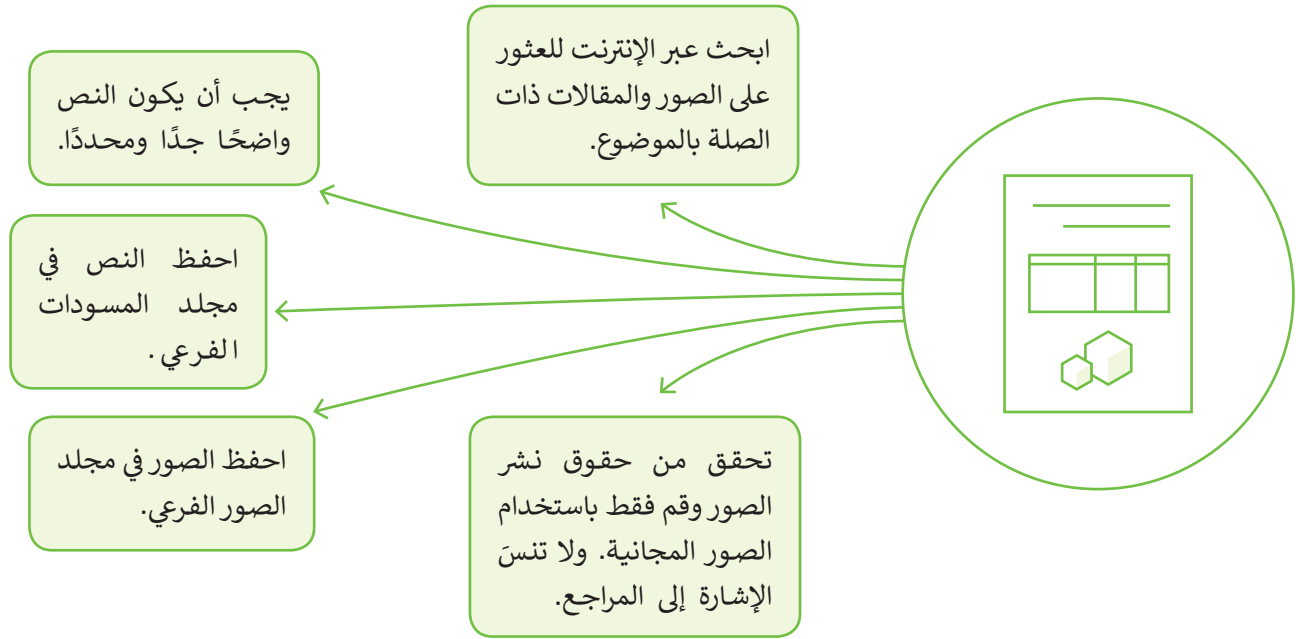 ابحث عبر الإنترنت للعثور
على الصور والمقالات ذات
الصلة بالموضوع.
يجب أن يكون النص
واضحًا جدًا ومحددًا.
احفظ النص في
مجلد المسودات
الفرعي.
احفظ الصور في مجلد
الصور الفرعي.
تحقق من حقوق نشر
الصور وقم فقط باستخدام
الصور المجانية. ولا تنسَ
الإشارة إلى المراجع.